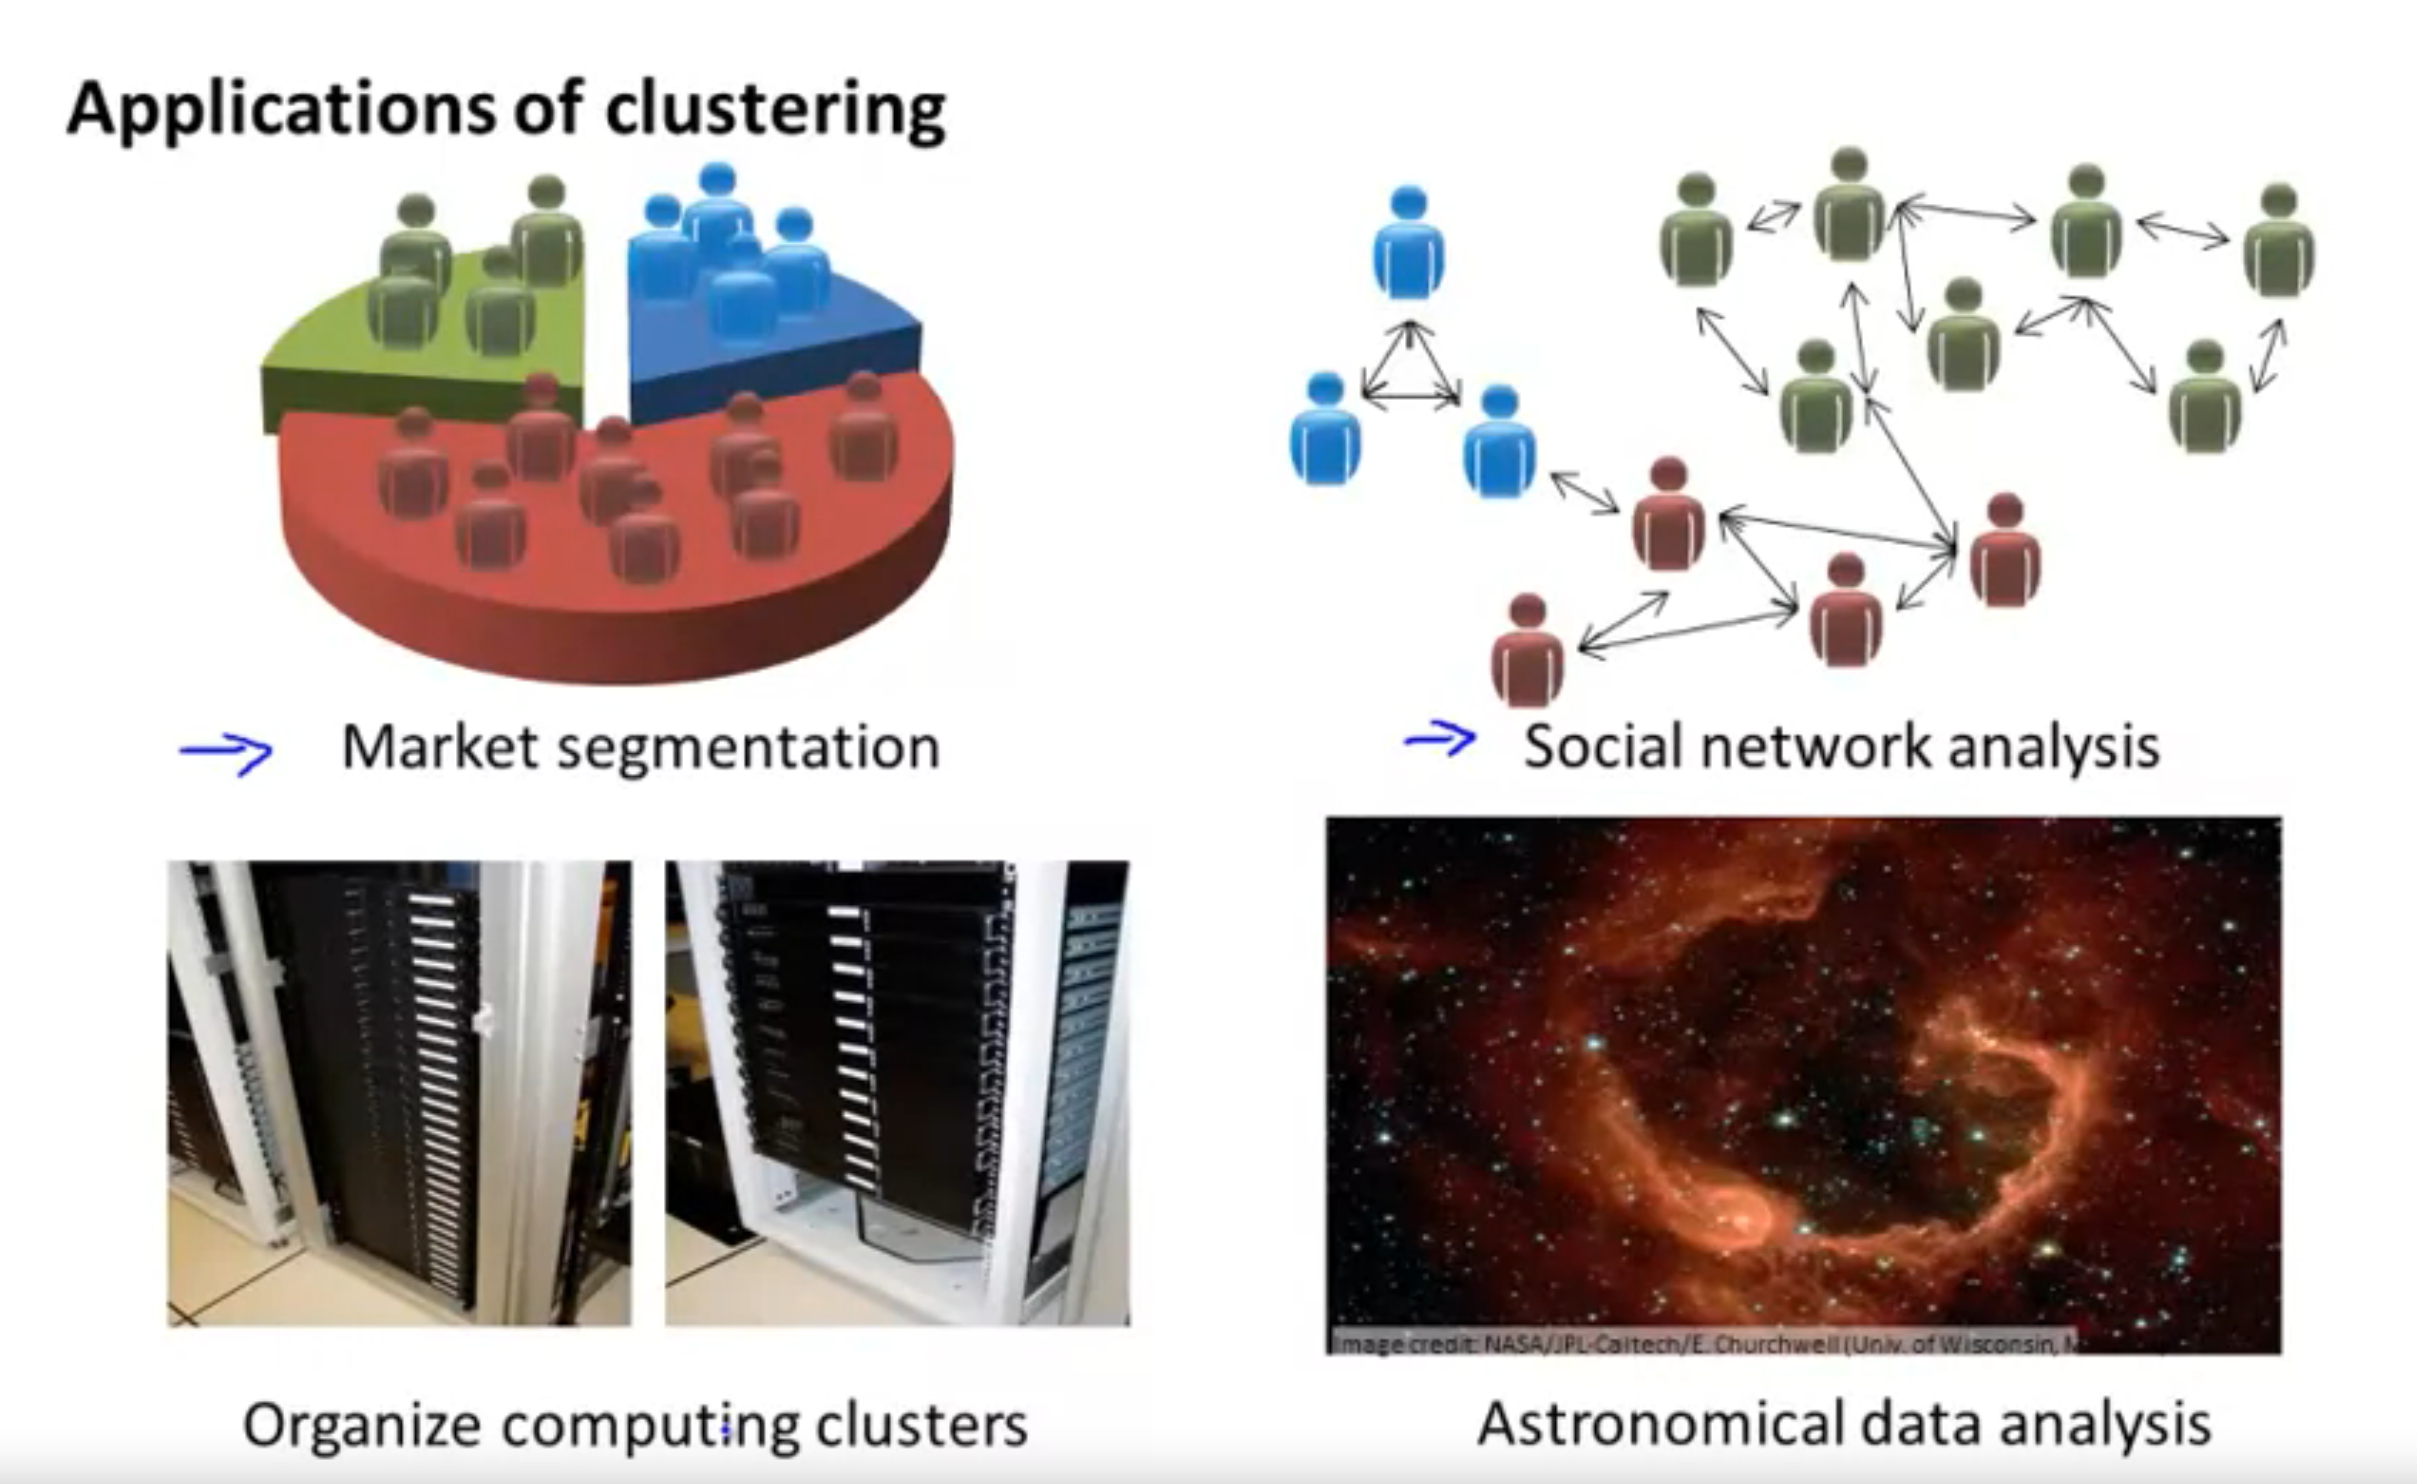 Applications of clustering
Market segmentation
Social network analysis
Image credit: NASA/JPL-Caltech/E. Churchwell (Univ. of Wisconsin,
Organize computing clusters
Astronomical data analysis